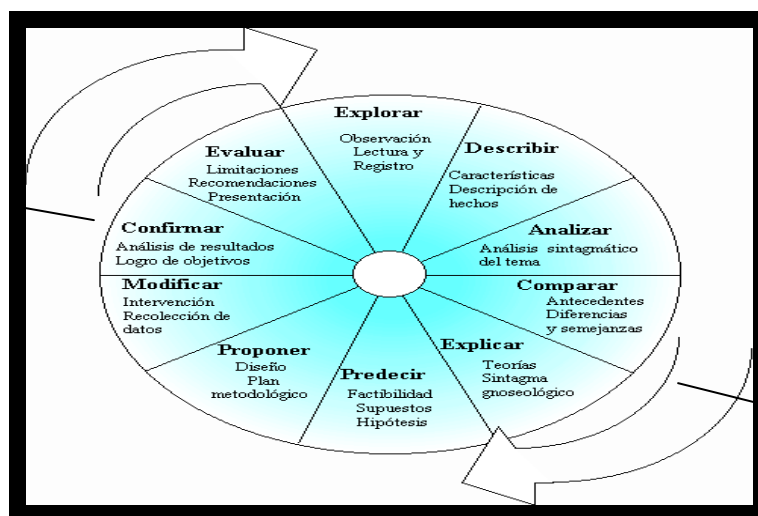 Explorar
Observación
Lectura y
Registro
Describir
Características
Descripción de
hechos
Analizar
Análisis sintagmático
del tema
Comparar
Antecedentes
Diferencias
y semejanzas
Explicar
Teorías
Sintagma
gnoseológico
Predecir
Factibilidad
Supuestos
Hipótesis
Proponer
Diseño
Plan
metodológico
Modificar
Intervención
Recolección de
datos
Confirmar
Análisis de resultados
Logro de objetivos
Evaluar
Limitaciones
Recomendaciones
Presentación